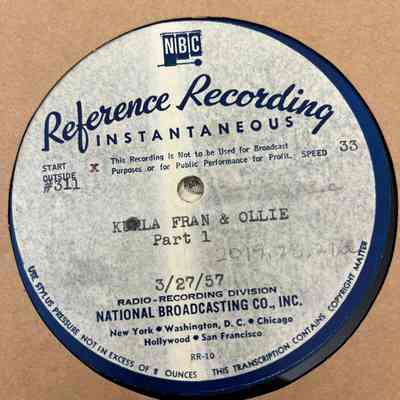 NBC
Reference Recording
INSTANTANEOUS
START OUTSIDE X
This Recording is Not to be Used for Broadcast
Purposes or for Public Performance for Profit.
SPEED 33
#311
KUKLA FRAN & OLLIE
Part 1
3/27/57
RADIO-RECORDING DIVISION
NATIONAL BROADCASTING CO., INC.
New York • Washington, D. C. • Chicago
Hollywood • San Francisco
RR-10
USE STYLUS PRESSURE NOT IN EXCESS OF 2 OUNCES THIS TRANSCRIPTION CONTAINS COPYRIGHT MATTER